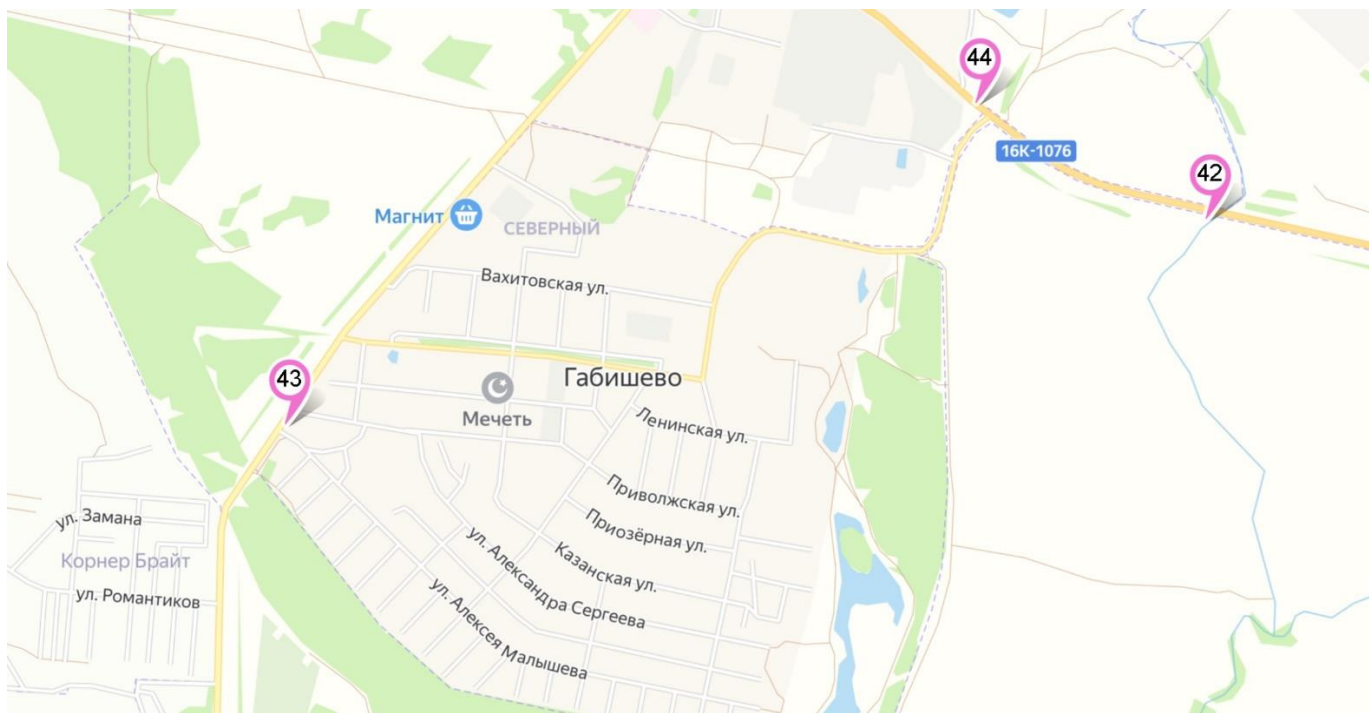 44
16К-1076
42
Магнит
СЕВЕРНЫЙ
Вахитовская ул.
43
Габишево
Мечеть
Ленинская ул.
Приволжская ул.
ул. Замана
Приозёрная ул.
Корнер Брайт
Казанская ул.
ул. Александра Сергеева
ул. Романтиков
ул. Алексея Малышева